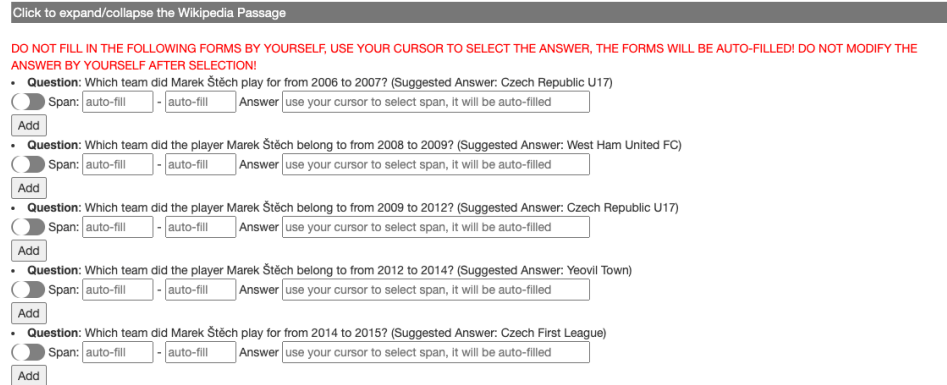 Click to expand/collapse the Wikipedia Passage
DO NOT FILL IN THE FOLLOWING FORMS BY YOURSELF, USE YOUR CURSOR TO SELECT THE ANSWER, THE FORMS WILL BE AUTO-FILLED! DO NOT MODIFY THE
ANSWER BY YOURSELF AFTER SELECTION!
• Question: Which team did Marek Štěch play for from 2006 to 2007? (Suggested Answer: Czech Republic U17)
Span: auto-fill - auto-fill Answer use your cursor to select span, it will be auto-filled
Add
• Question: Which team did the player Marek Štěch belong to from 2008 to 2009? (Suggested Answer: West Ham United FC)
Span: auto-fill - auto-fill Answer use your cursor to select span, it will be auto-filled
Add
• Question: Which team did the player Marek Štěch belong to from 2009 to 2012? (Suggested Answer: Czech Republic U17)
Span: auto-fill - auto-fill Answer use your cursor to select span, it will be auto-filled
Add
• Question: Which team did the player Marek Štěch belong to from 2012 to 2014? (Suggested Answer: Yeovil Town)
Span: auto-fill - auto-fill Answer use your cursor to select span, it will be auto-filled
Add
• Question: Which team did Marek Štěch play for from 2014 to 2015? (Suggested Answer: Czech First League)
Span: auto-fill - auto-fill Answer use your cursor to select span, it will be auto-filled
Add